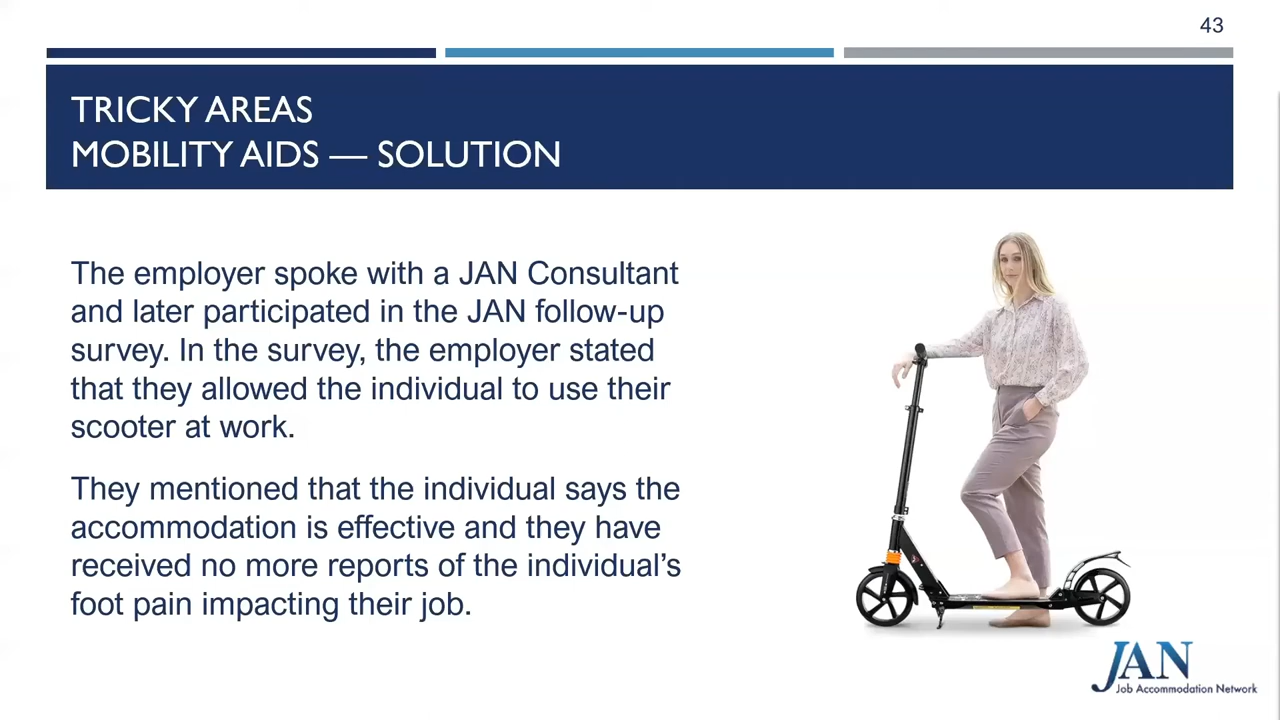 43
TRICKY AREAS
MOBILITY AIDS — SOLUTION
The employer spoke with a JAN Consultant
and later participated in the JAN follow-up
survey. In the survey, the employer stated
that they allowed the individual to use their
scooter at work.
They mentioned that the individual says the
accommodation is effective and they have
received no more reports of the individual’s
foot pain impacting their job.
JAN
Job Accommodation Network